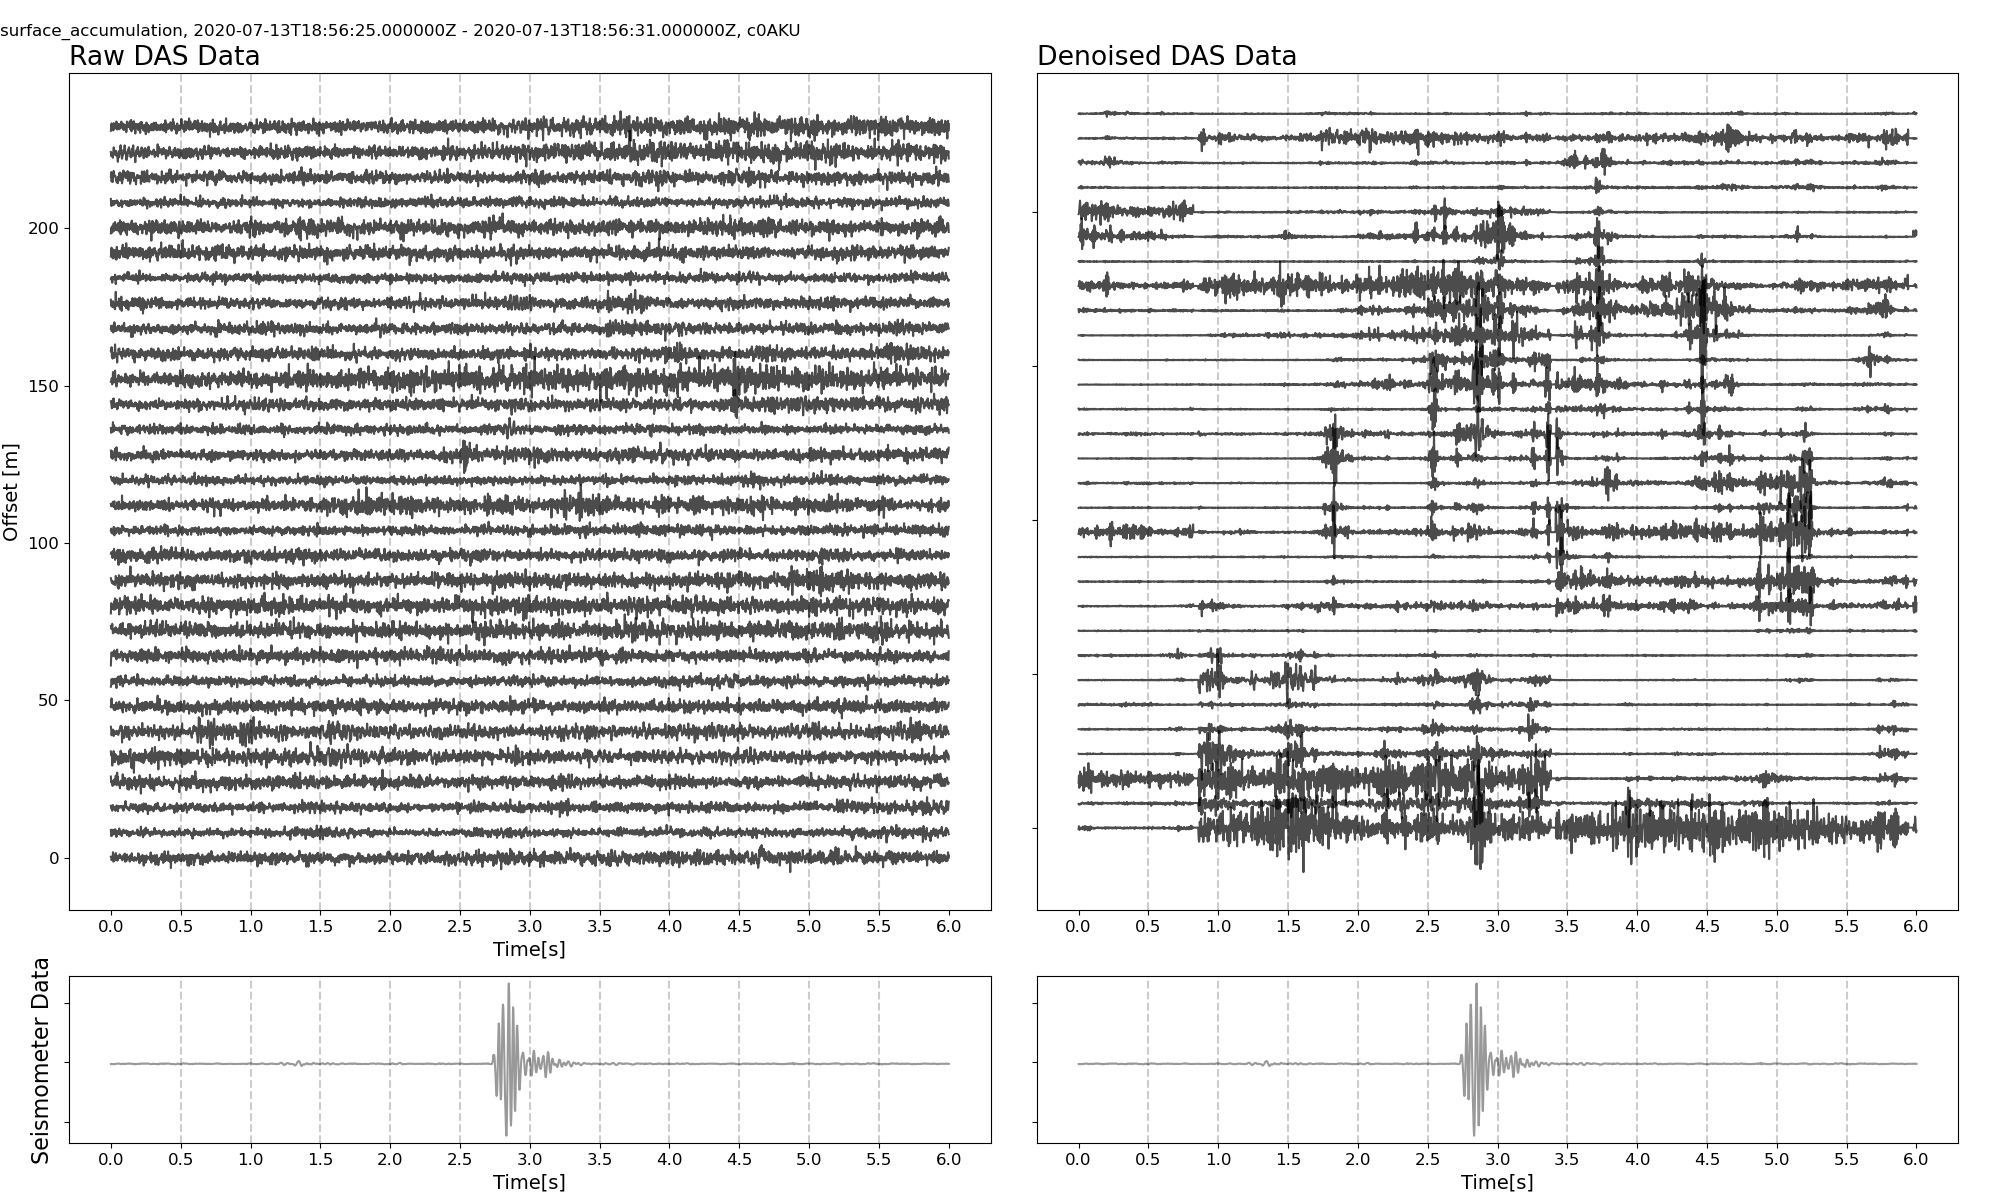 surface_accumulation, 2020-07-13T18:56:25.000000Z - 2020-07-13T18:56:31.000000Z, c0AKU
Raw DAS Data
Denoised DAS Data
Offset [m]
200
150
100
50
0
0.0 0.5 1.0 1.5 2.0 2.5 3.0 3.5 4.0 4.5 5.0 5.5 6.0
Time[s]
0.0 0.5 1.0 1.5 2.0 2.5 3.0 3.5 4.0 4.5 5.0 5.5 6.0
Seismometer Data
0.0 0.5 1.0 1.5 2.0 2.5 3.0 3.5 4.0 4.5 5.0 5.5 6.0
Time[s]
0.0 0.5 1.0 1.5 2.0 2.5 3.0 3.5 4.0 4.5 5.0 5.5 6.0
Time[s]